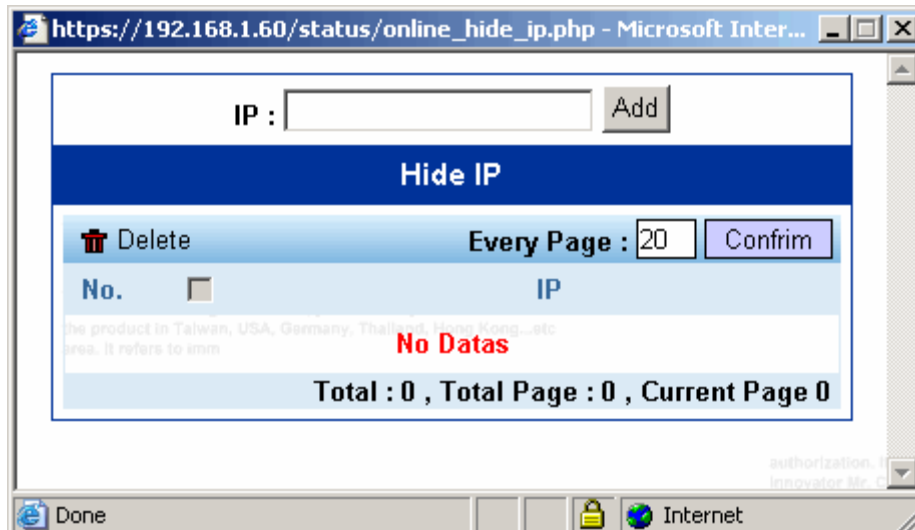 https://192.168.1.60/status/online_hide_ip.php - Microsoft Inter...
IP : Add
Hide IP
Delete Every Page : 20 Confrim
No. IP
the product in Taiwan, USA, Germany, Thailand, Hong Kong...etc
area. It refers to imm
No Datas
Total : 0 , Total Page : 0 , Current Page 0
authorization.
innovator Mr.
Done Internet